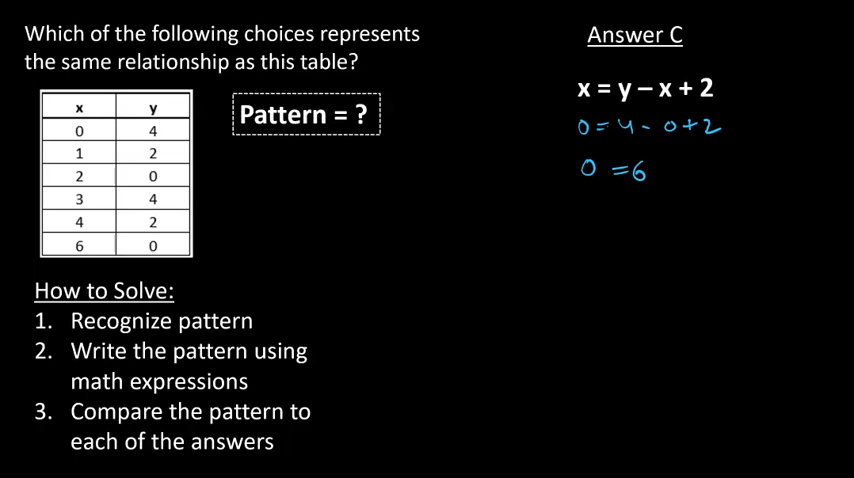 Which of the following choices represents
the same relationship as this table?
x y
0 4
1 2
2 0
3 4
4 2
6 0
Pattern = ?
How to Solve:
1. Recognize pattern
2. Write the pattern using
math expressions
3. Compare the pattern to
each of the answers
Answer C
x = y – x + 2
0 = 4 - 0 + 2
0 = 6